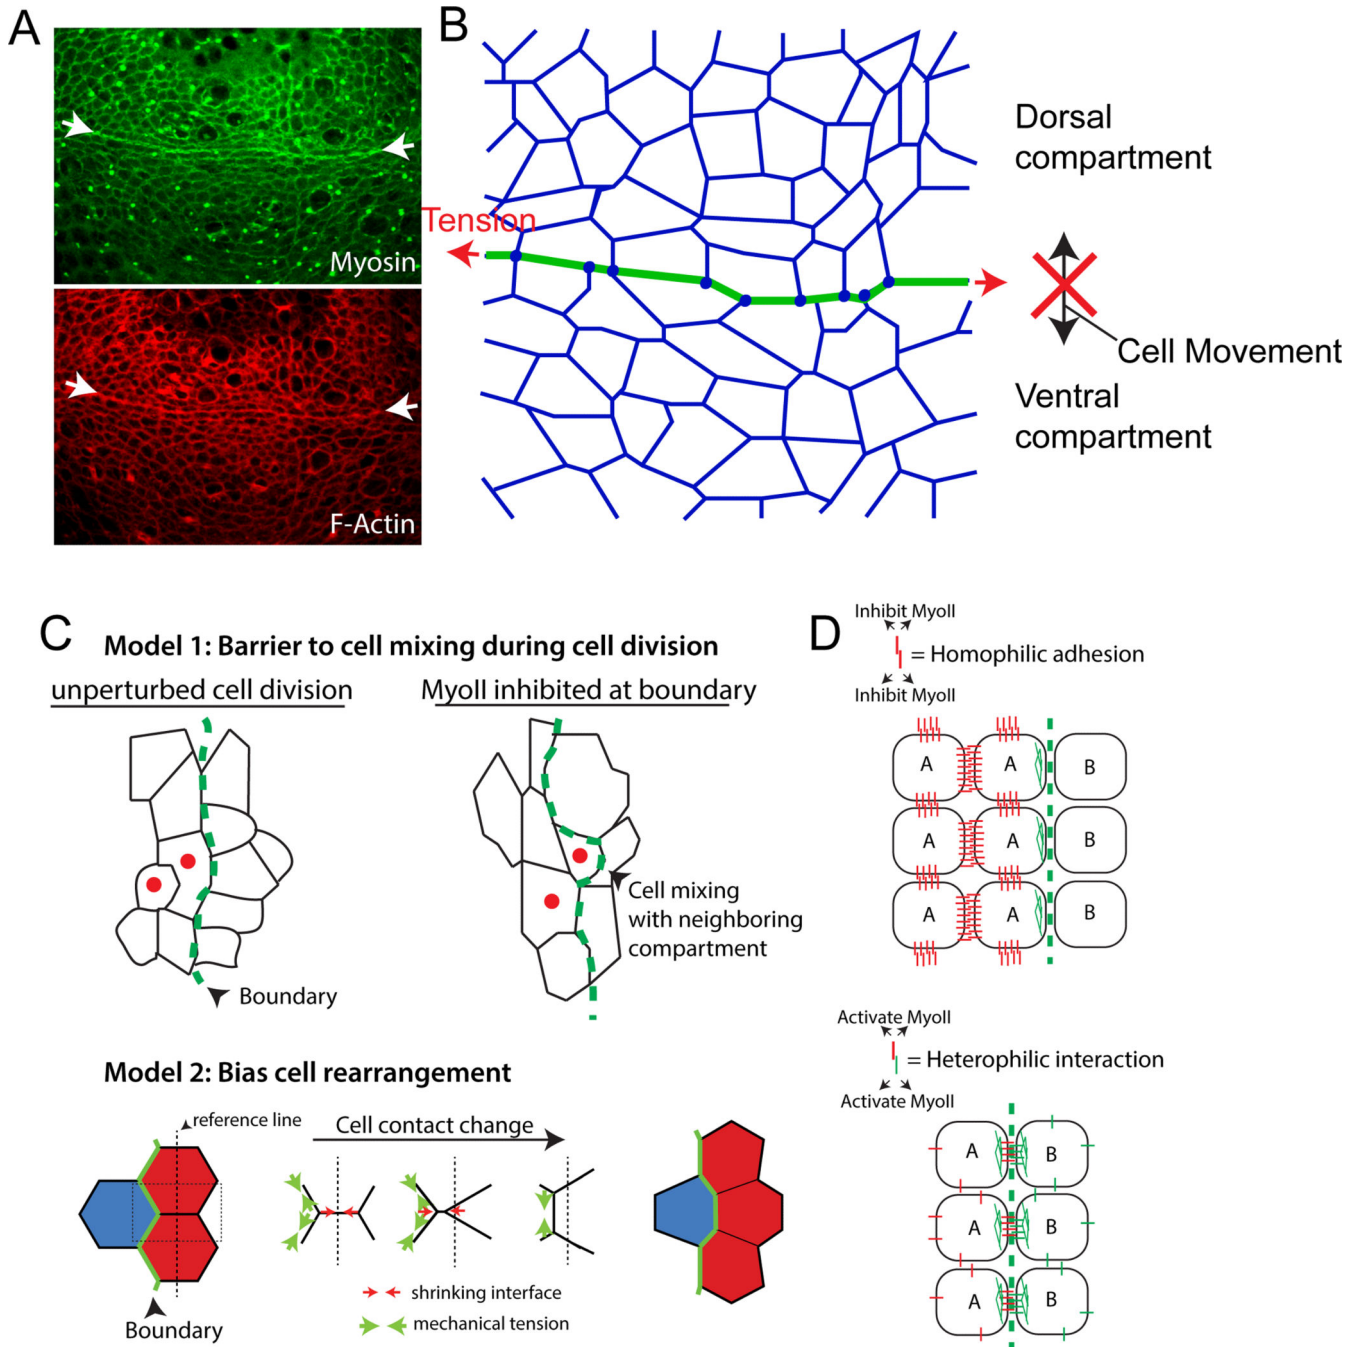 A
Myosin
F-Actin
B
Tension
Dorsal
compartment
Cell Movement
Ventral
compartment
C
Model 1: Barrier to cell mixing during cell division
unperturbed cell division
MyoII inhibited at boundary
Cell mixing
with neighboring
compartment
Boundary
Model 2: Bias cell rearrangement
reference line
Cell contact change
shrinking interface
mechanical tension
Boundary
D
Inhibit MyoII
= Homophilic adhesion
Inhibit MyoII
A A B
A A B
A A B
Activate MyoII
= Heterophilic interaction
Activate MyoII
A B
A B
A B